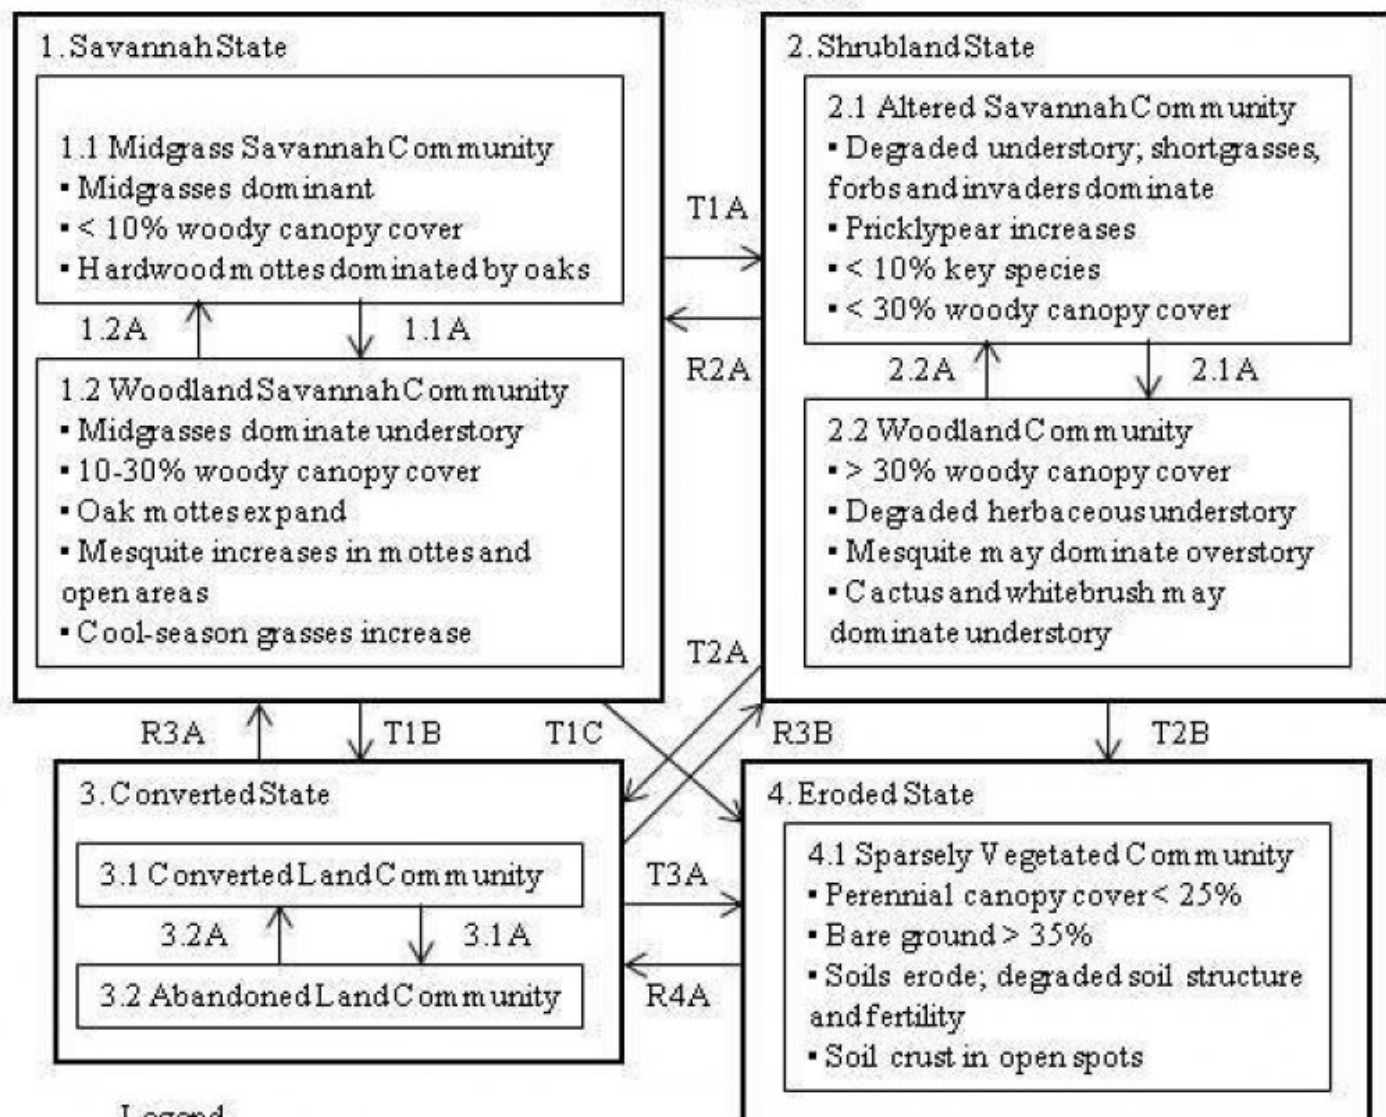 1. Savannah State
1.1 Midgrass Savannah Community
▪ Midgrasses dominant
▪ < 10% woody canopy cover
▪ Hardwood mottes dominated by oaks
1.2A
1.1A
1.2 Woodland Savannah Community
▪ Midgrasses dominate understory
▪ 10-30% woody canopy cover
▪ Oak mottes expand
▪ Mesquite increases in mottes and
open areas
▪ Cool-season grasses increase
T1A
R2A
2. Shrubland State
2.1 Altered Savannah Community
▪ Degraded understory; shortgrasses,
forbs and invaders dominate
▪ Pricklypear increases
▪ < 10% key species
▪ < 30% woody canopy cover
2.2A
2.1A
2.2 Woodland Community
▪ > 30% woody canopy cover
▪ Degraded herbaceous understory
▪ Mesquite may dominate overstory
▪ Cactus and whitebrush may
dominate understory
T2A
R3A
T1B
T1C
R3B
T2B
3. Converted State
3.1 Converted Land Community
3.2A
3.1A
3.2 Abandoned Land Community
T3A
R4A
4. Eroded State
4.1 Sparsely Vegetated Community
▪ Perennial canopy cover < 25%
▪ Bare ground > 35%
▪ Soils erode; degraded soil structure
and fertility
▪ Soil crust in open spots
Legend